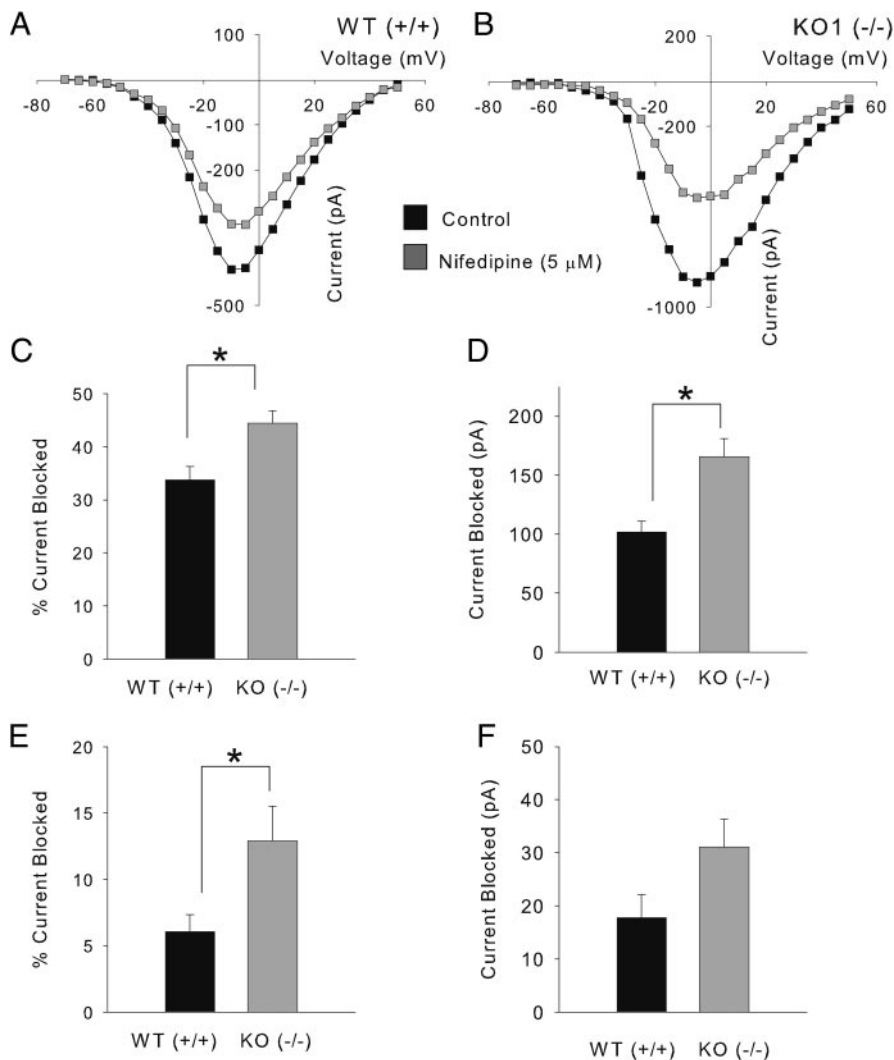 A
WT (+/+)
100
Voltage (mV)
-80
-60
-20
20
60
-100
-200
-500
Current (pA)
B
KO1 (-/-)
200
Voltage (mV)
-80
-60
-20
20
60
-200
-1000
Current (pA)
Control
Nifedipine (5 μM)
C
% Current Blocked
50
40
30
20
10
0
*
WT (+/+) KO (-/-)
D
Current Blocked (pA)
200
150
100
50
0
*
WT (+/+) KO (-/-)
E
% Current Blocked
20
15
10
5
0
*
WT (+/+) KO (-/-)
F
Current Blocked (pA)
50
40
30
20
10
0
WT (+/+) KO (-/-)